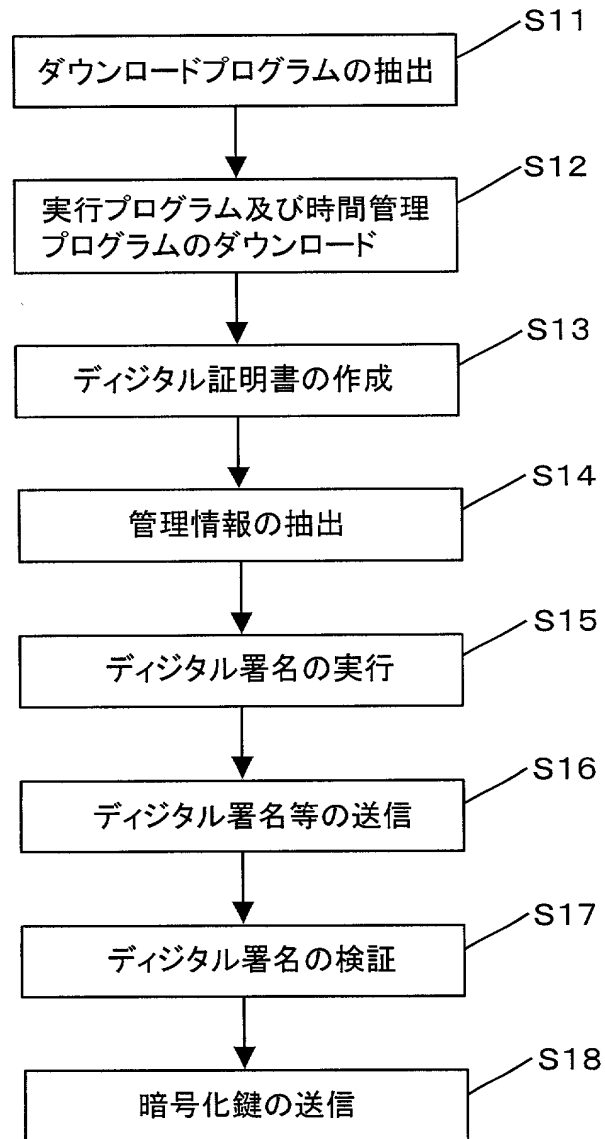 S11
ダウンロードプログラムの抽出
S12
実行プログラム及び時間管理
プログラムのダウンロード
S13
ディジタル証明書の作成
S14
管理情報の抽出
S15
ディジタル署名の実行
S16
ディジタル署名等の送信
S17
ディジタル署名の検証
S18
暗号化鍵の送信